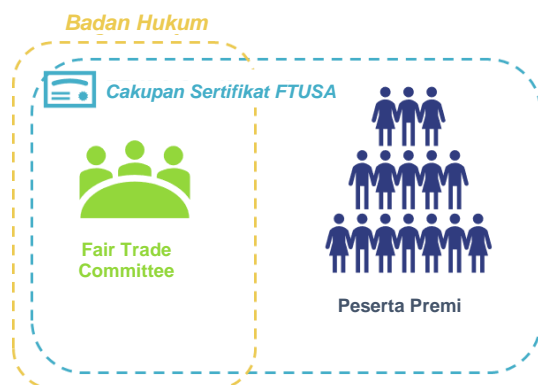 Badan Hukum
Cakupan Sertifikat FTUSA
Fair Trade
Committee
Peserta Premi